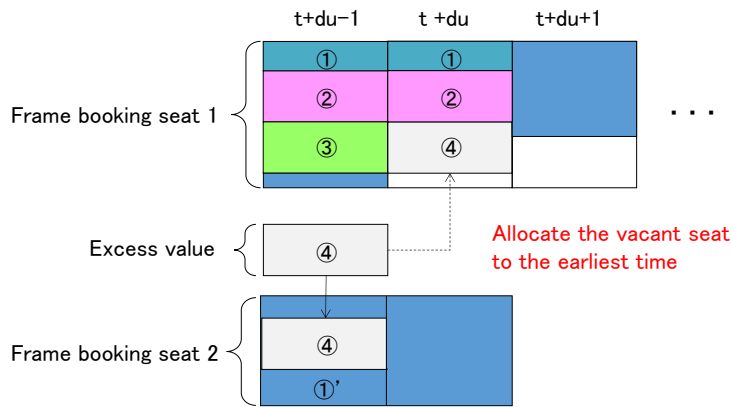 t+du-1 t +du t+du+1
① ①
Frame booking seat 1 ② ② ・・・
③ ④
Excess value ④
Allocate the vacant seat
to the earliest time
Frame booking seat 2 ④
①’